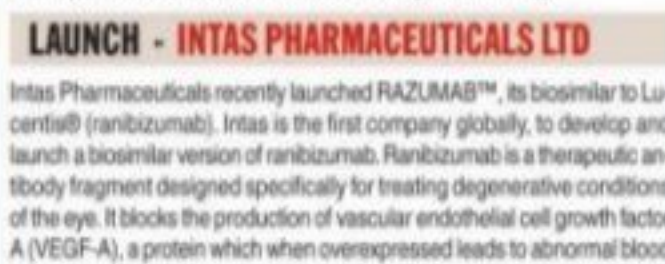 LAUNCH - INTAS PHARMACEUTICALS LTD
Intas Pharmaceuticals recently launched RAZUMAB™, its biosimilar to Lu-
centis® (ranibizumab). Intas is the first company globally, to develop and
launch a biosimilar version of ranibizumab. Ranibizumab is a therapeutic an-
tibody fragment designed specifically for treating degenerative conditions
of the eye. It blocks the production of vascular endothelial cell growth factor
A (VEGF-A), a protein which when overexpressed leads to abnormal blood